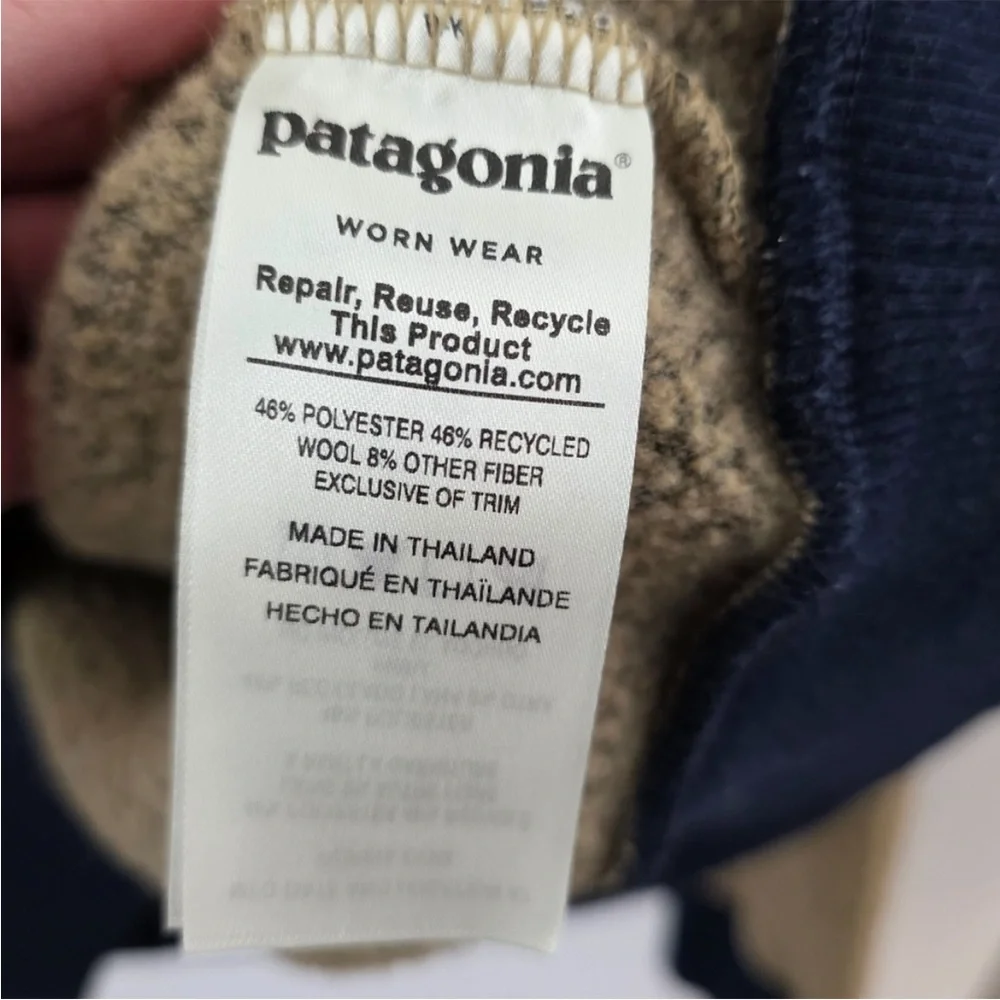 patagonia®
WORN WEAR
Repair, Reuse, Recycle
This Product
www.patagonia.com
46% POLYESTER 46% RECYCLED
WOOL 8% OTHER FIBER
EXCLUSIVE OF TRIM
MADE IN THAILAND
FABRIQUÉ EN THAÏLANDE
HECHO EN TAILANDIA